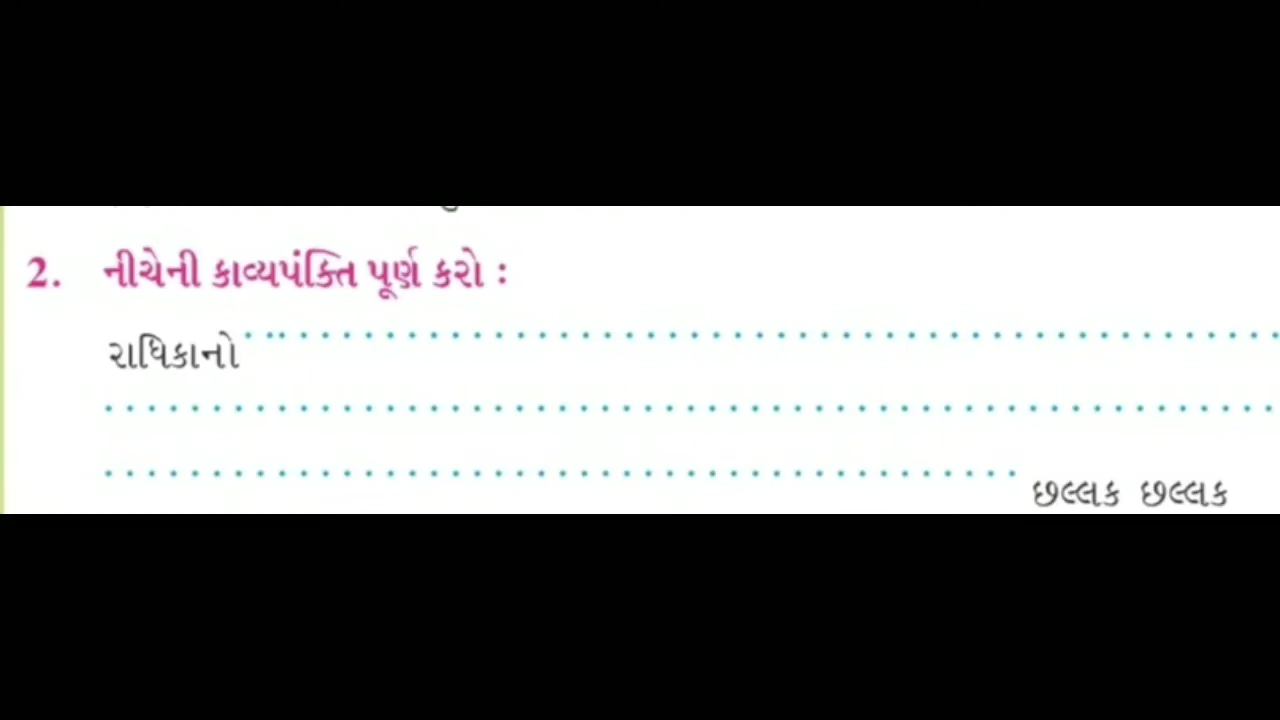 2. નીચેની કાવ્યપંક્તિ પૂર્ણ કરો :
રાધિકાનો ..........................................................
..........................................................
.......................................... છલ્લક છલ્લક